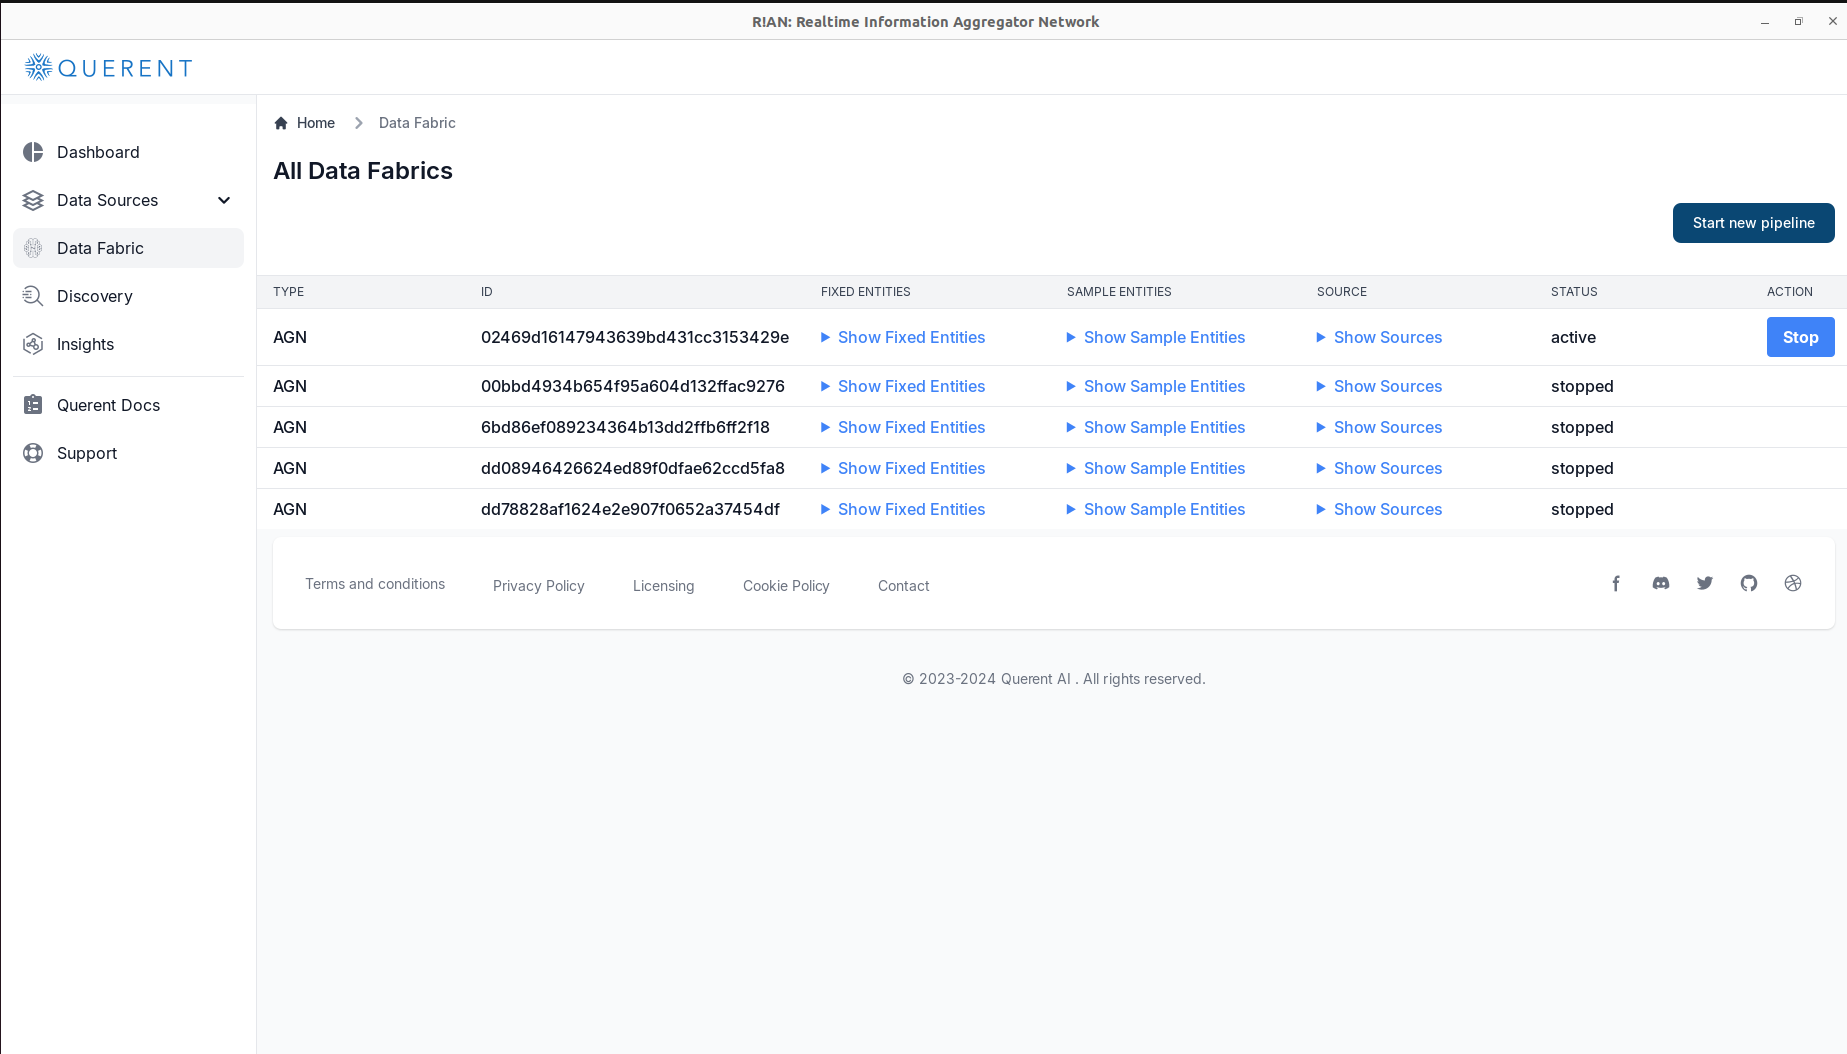 R!AN: Realtime Information Aggregator Network
QUERENT
Dashboard
Data Sources
Data Fabric
Discovery
Insights
Querent Docs
Support
Home > Data Fabric
All Data Fabrics
Start new pipeline
TYPE ID FIXED ENTITIES SAMPLE ENTITIES SOURCE STATUS ACTION
AGN 02469d16147943639bd431cc3153429e Show Fixed Entities Show Sample Entities Show Sources active Stop
AGN 00bbd4934b654f95a604d132ffac9276 Show Fixed Entities Show Sample Entities Show Sources stopped
AGN 6bd86ef089234364b13dd2ffb6ff2f18 Show Fixed Entities Show Sample Entities Show Sources stopped
AGN dd08946426624ed89f0dfae62ccd5fa8 Show Fixed Entities Show Sample Entities Show Sources stopped
AGN dd78828af1624e2e907f0652a37454df Show Fixed Entities Show Sample Entities Show Sources stopped
Terms and conditions Privacy Policy Licensing Cookie Policy Contact
© 2023-2024 Querent AI . All rights reserved.